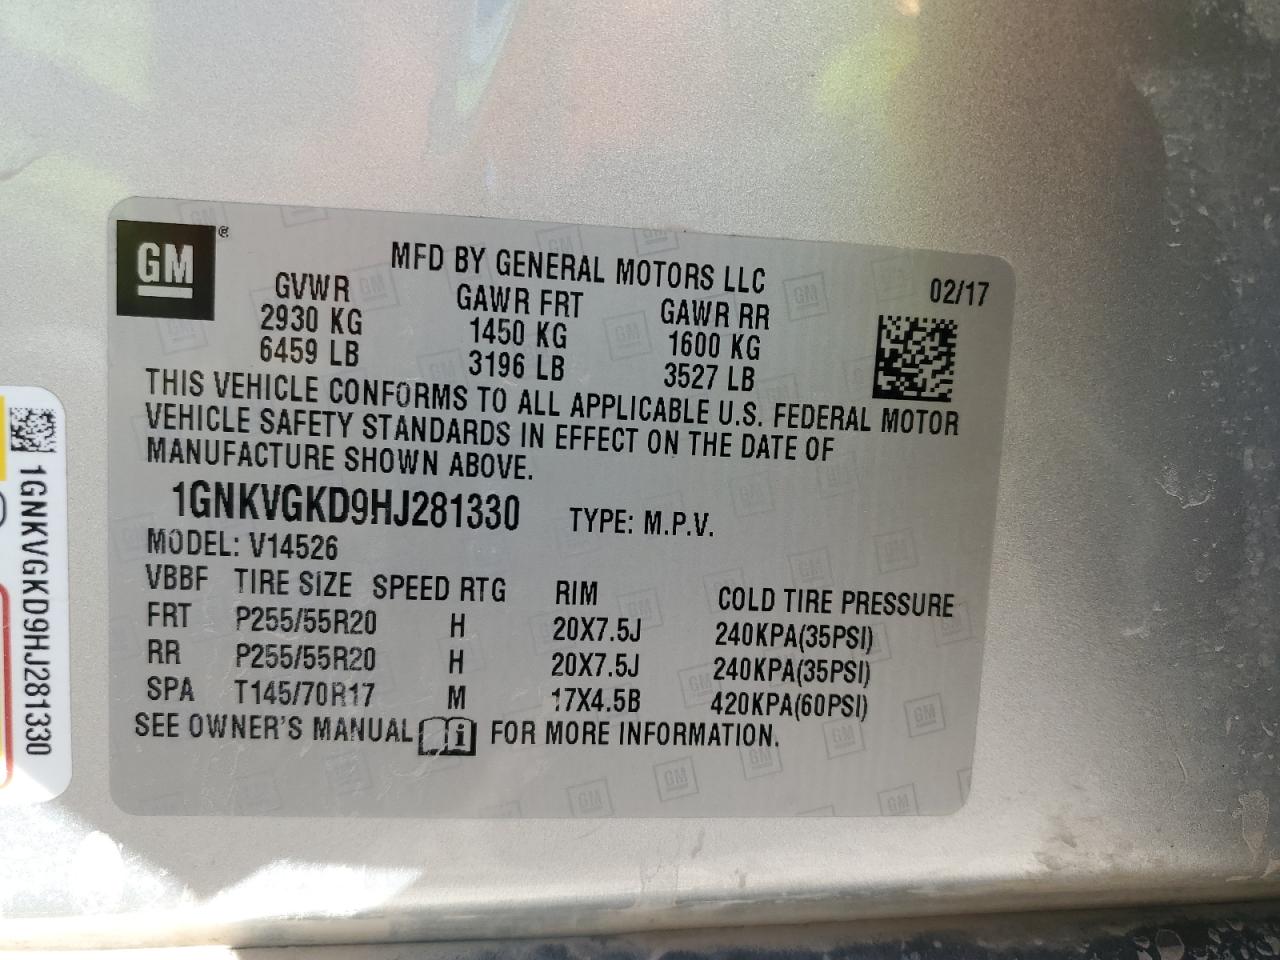 GM ®
MFD BY GENERAL MOTORS LLC
02/17
GVWR GAWR FRT GAWR RR
2930 KG 1450 KG 1600 KG
6459 LB 3196 LB 3527 LB
THIS VEHICLE CONFORMS TO ALL APPLICABLE U.S. FEDERAL MOTOR
VEHICLE SAFETY STANDARDS IN EFFECT ON THE DATE OF
MANUFACTURE SHOWN ABOVE.
1GNKVGKD9HJ281330 TYPE: M.P.V.
MODEL: V14526
VBBF TIRE SIZE SPEED RTG RIM COLD TIRE PRESSURE
FRT P255/55R20 H 20X7.5J 240KPA(35PSI)
RR P255/55R20 H 20X7.5J 240KPA(35PSI)
SPA T145/70R17 M 17X4.5B 420KPA(60PSI)
SEE OWNER'S MANUAL i FOR MORE INFORMATION.
1GNKVGKD9HJ281330